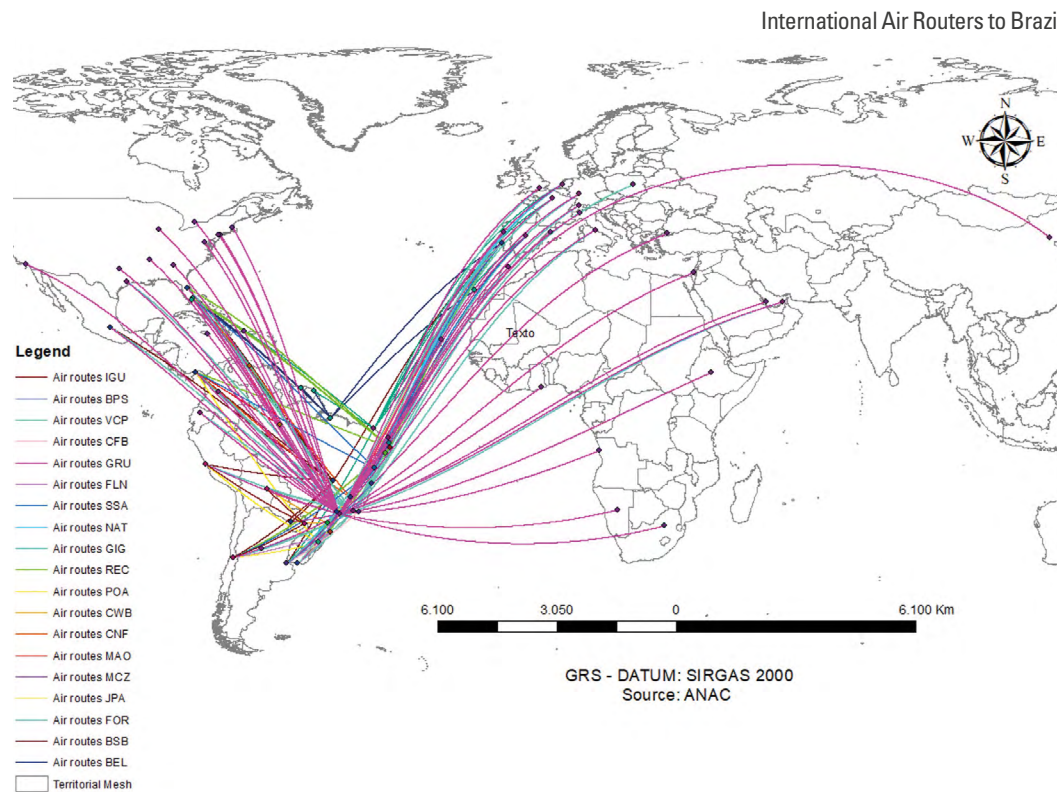 International Air Routers to Brazi
N
W E
S
Texto
Legend
Air routes IGU
Air routes BPS
Air routes VCP
Air routes CFB
Air routes GRU
Air routes FLN
Air routes SSA
Air routes NAT
Air routes GIG
Air routes REC
Air routes POA
Air routes CWB
Air routes CNF
Air routes MAO
Air routes MCZ
Air routes JPA
Air routes FOR
Air routes BSB
Air routes BEL
Territorial Mesh
6.100 3.050 0 6.100 Km
GRS - DATUM: SIRGAS 2000
Source: ANAC